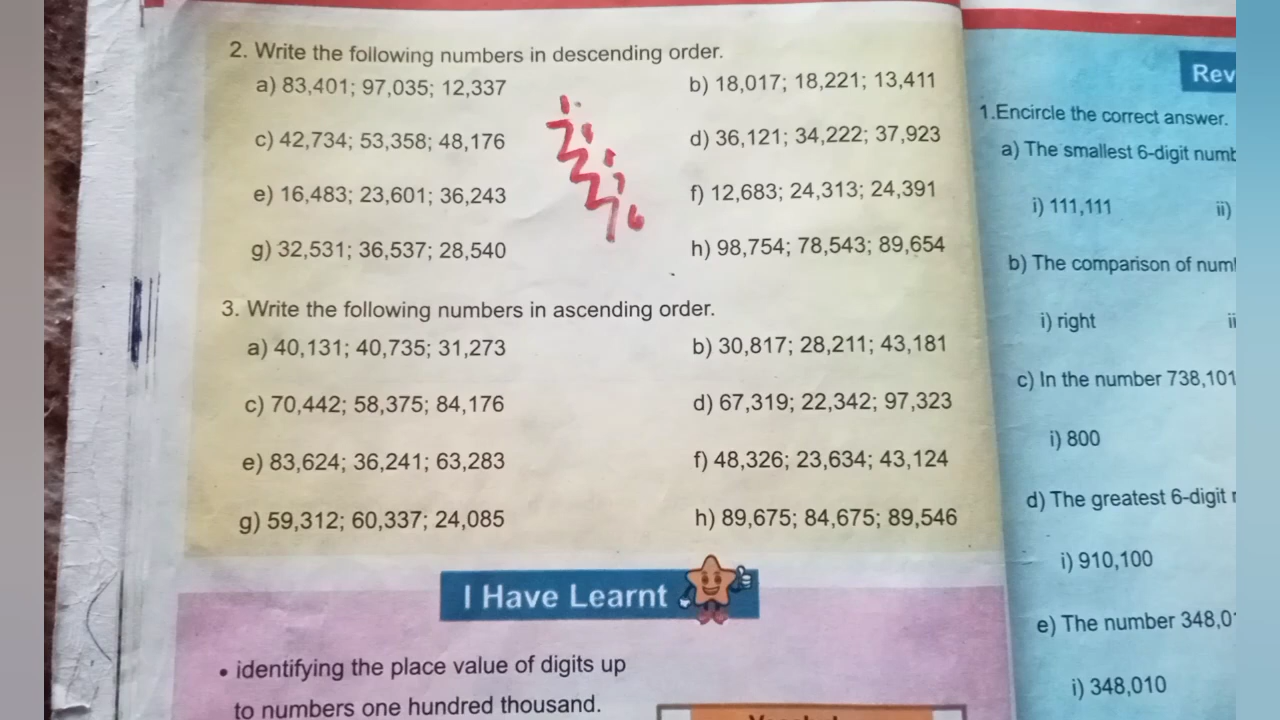 2. Write the following numbers in descending order.
a) 83,401; 97,035; 12,337
b) 18,017; 18,221; 13,411
c) 42,734; 53,358; 48,176
d) 36,121; 34,222; 37,923
e) 16,483; 23,601; 36,243
f) 12,683; 24,313; 24,391
g) 32,531; 36,537; 28,540
h) 98,754; 78,543; 89,654
3. Write the following numbers in ascending order.
a) 40,131; 40,735; 31,273
b) 30,817; 28,211; 43,181
c) 70,442; 58,375; 84,176
d) 67,319; 22,342; 97,323
e) 83,624; 36,241; 63,283
f) 48,326; 23,634; 43,124
g) 59,312; 60,337; 24,085
h) 89,675; 84,675; 89,546
I Have Learnt
• identifying the place value of digits up
to numbers one hundred thousand.
Rev
1.Encircle the correct answer.
a) The smallest 6-digit numb
i) 111,111
ii)
b) The comparison of num
i) right
c) In the number 738,101
i) 800
d) The greatest 6-digit
i) 910,100
e) The number 348,0
i) 348,010